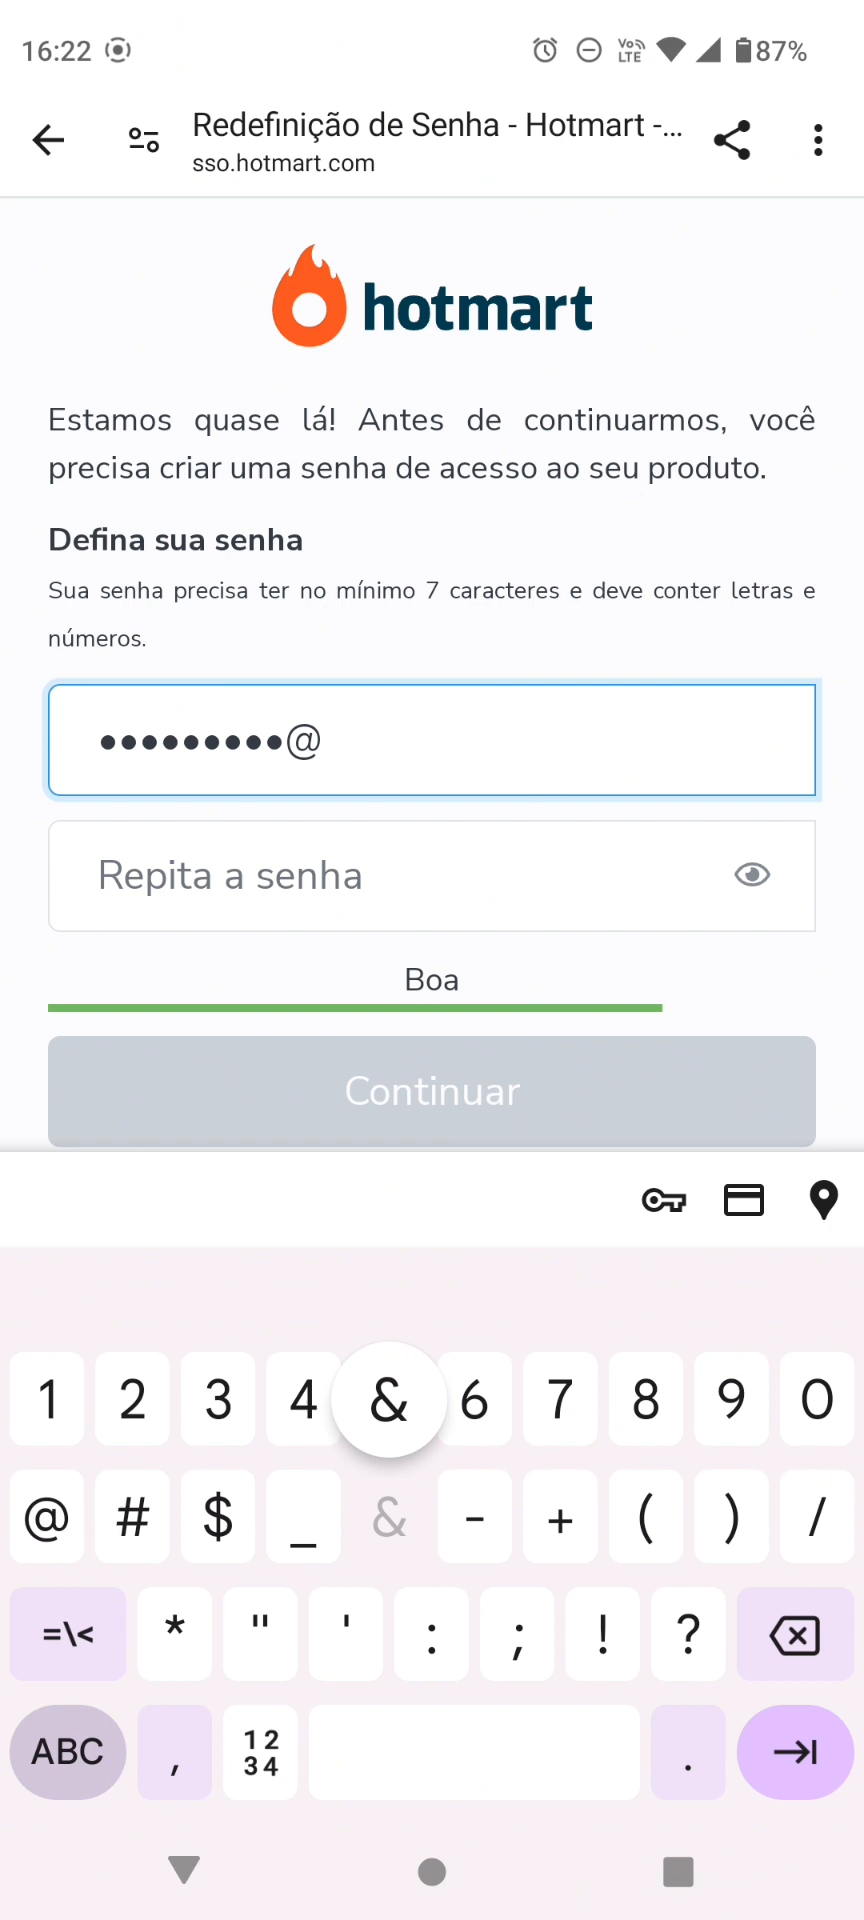 16:22 Vo LTE 87%
Redefinição de Senha - Hotmart -...
sso.hotmart.com
hotmart
Estamos quase lá! Antes de continuarmos, você
precisa criar uma senha de acesso ao seu produto.
Defina sua senha
Sua senha precisa ter no mínimo 7 caracteres e deve conter letras e
números.
•••••••••@
Repita a senha
Boa
Continuar
1 2 3 4 & 6 7 8 9 0
@ # $ _ & - + ( ) /
=\< * " ' : ; ! ?
ABC , 12 .
34